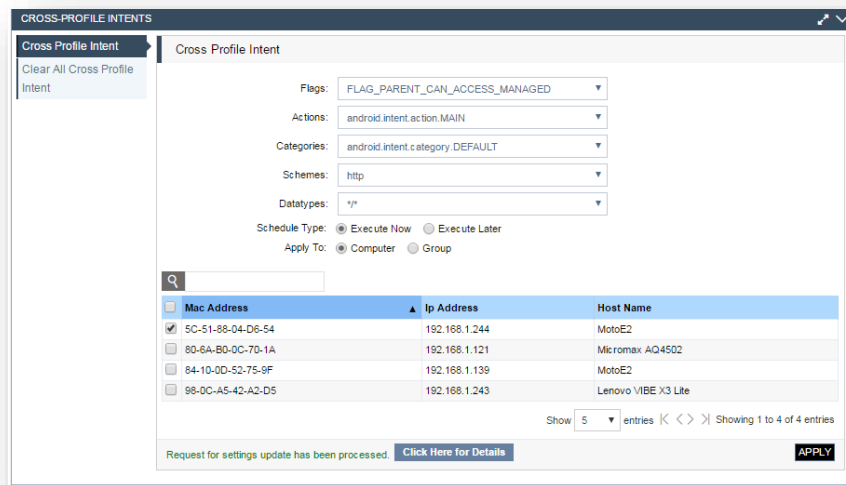 CROSS-PROFILE INTENTS
Cross Profile Intent
Clear All Cross Profile
Intent
Cross Profile Intent
Flags: FLAG_PARENT_CAN_ACCESS_MANAGED
Actions: android.intent.action.MAIN
Categories: android.intent.category.DEFAULT
Schemes: http
Datatypes: */*
Schedule Type: Execute Now Execute Later
Apply To: Computer Group
Mac Address Ip Address Host Name
5C-51-88-04-D6-54 192.168.1.244 MotoE2
80-6A-B0-0C-70-1A 192.168.1.121 Micromax AQ4502
84-10-0D-52-75-9F 192.168.1.139 MotoE2
98-0C-A5-42-A2-D5 192.168.1.243 Lenovo VIBE X3 Lite
Show 5 entries Showing 1 to 4 of 4 entries
Request for settings update has been processed. Click Here for Details APPLY